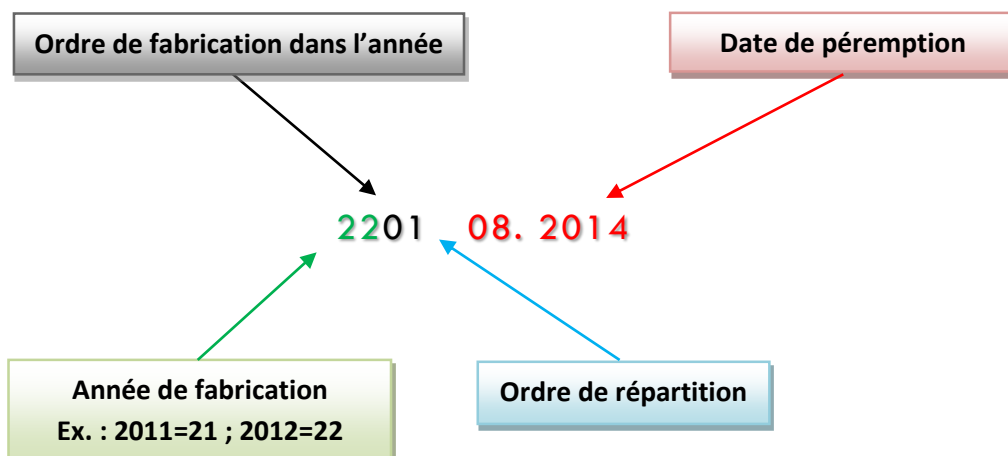 Ordre de fabrication dans l’année
Date de péremption
2201 08. 2014
Année de fabrication
Ex. : 2011=21 ; 2012=22
Ordre de répartition